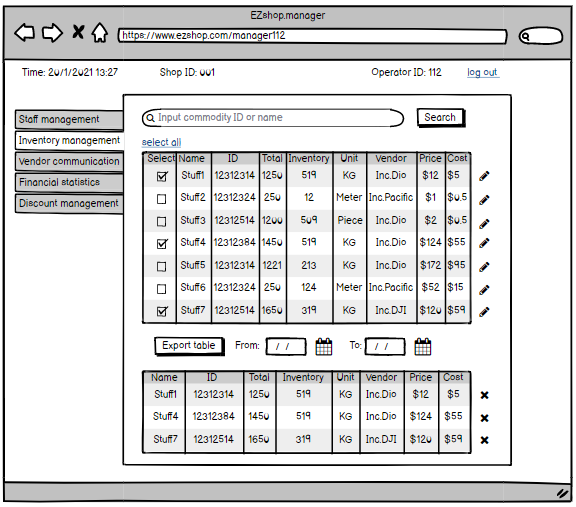 EZshop.manager
https://www.ezshop.com/manager112
Time: 20/1/2021 13:27 Shop ID: 001 Operator ID: 112 log out
Staff management
Inventory management
Vendor communication
Financial statistics
Discount management
Input commodity ID or name Search
select all
Select Name ID Total Inventory Unit Vendor Price Cost
Stuff1 12312314 1250 519 KG Inc.Dio $12 $5
Stuff2 12312324 250 12 Meter Inc.Pacific $1 $0.5
Stuff3 12312514 1200 509 Piece Inc.Dio $2 $0.5
Stuff4 12312384 1450 519 KG Inc.Dio $124 $55
Stuff5 12312314 1221 213 KG Inc.Dio $172 $95
Stuff6 12312324 250 124 Meter Inc.Pacific $52 $15
Stuff7 12312514 1650 319 KG Inc.DJI $120 $59
Export table From: / / To: / /
Name ID Total Inventory Unit Vendor Price Cost
Stuff1 12312314 1250 519 KG Inc.Dio $12 $5
Stuff4 12312384 1450 519 KG Inc.Dio $124 $55
Stuff7 12312514 1650 319 KG Inc.DJI $120 $59